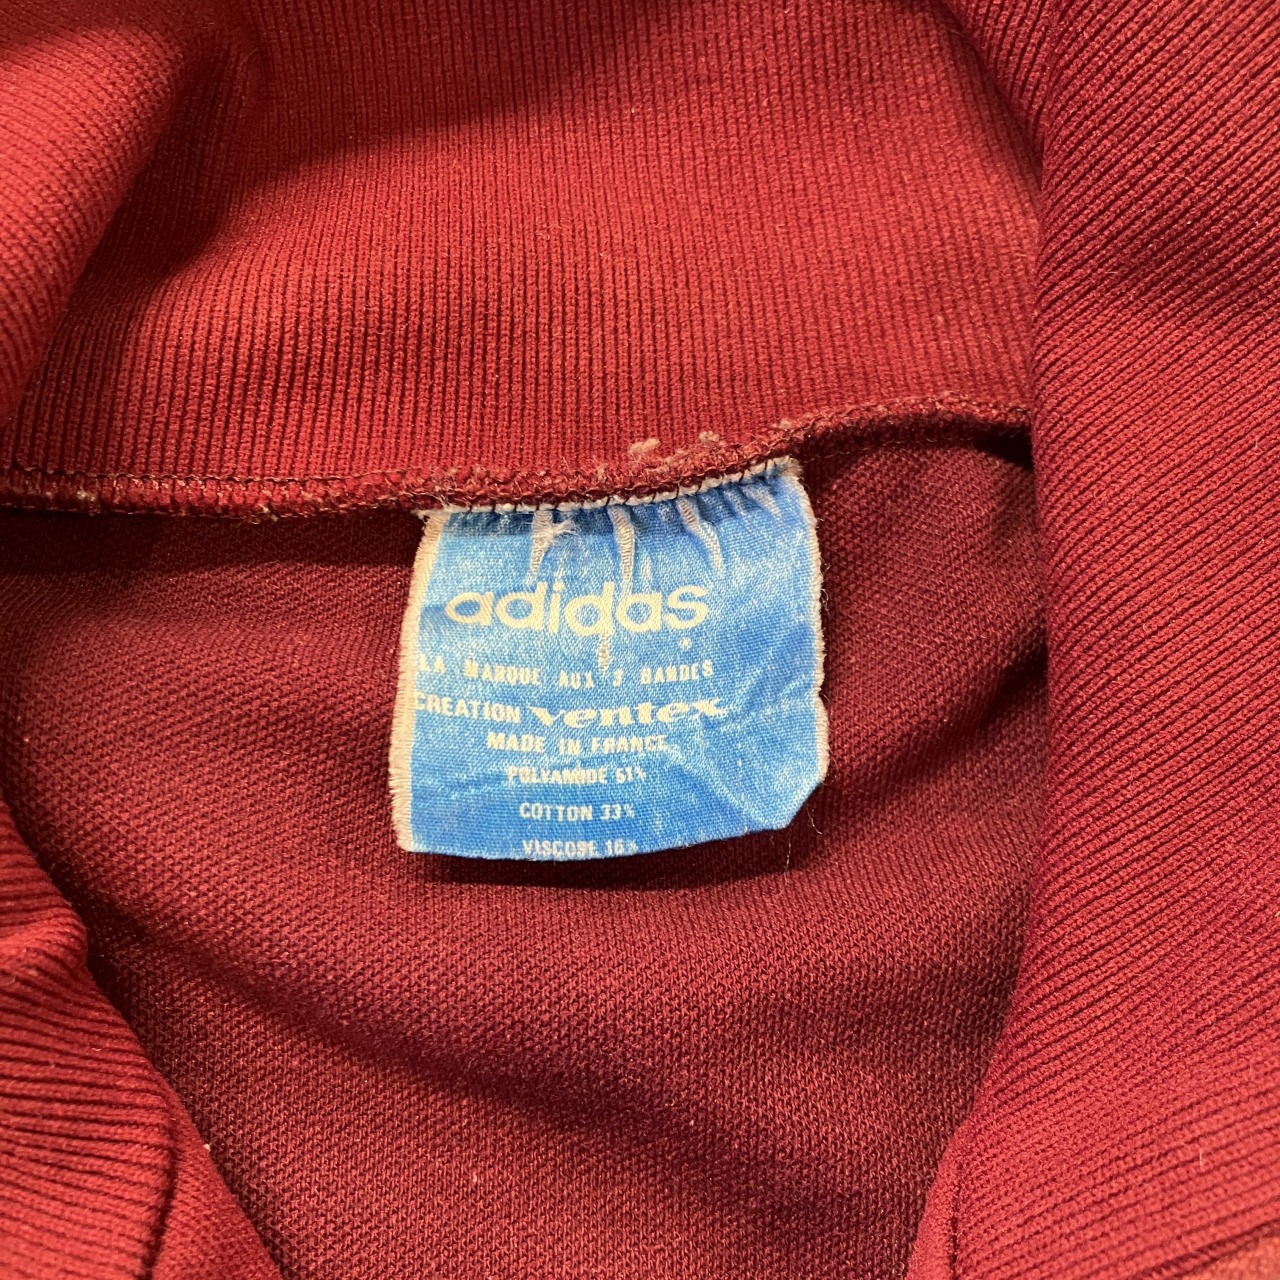 adidas
®
LA MARQUE AUX 3 BANDES
CREATION ventex
MADE IN FRANCE
POLYAMIDE 51%
COTTON 33%
VISCOSE 16%